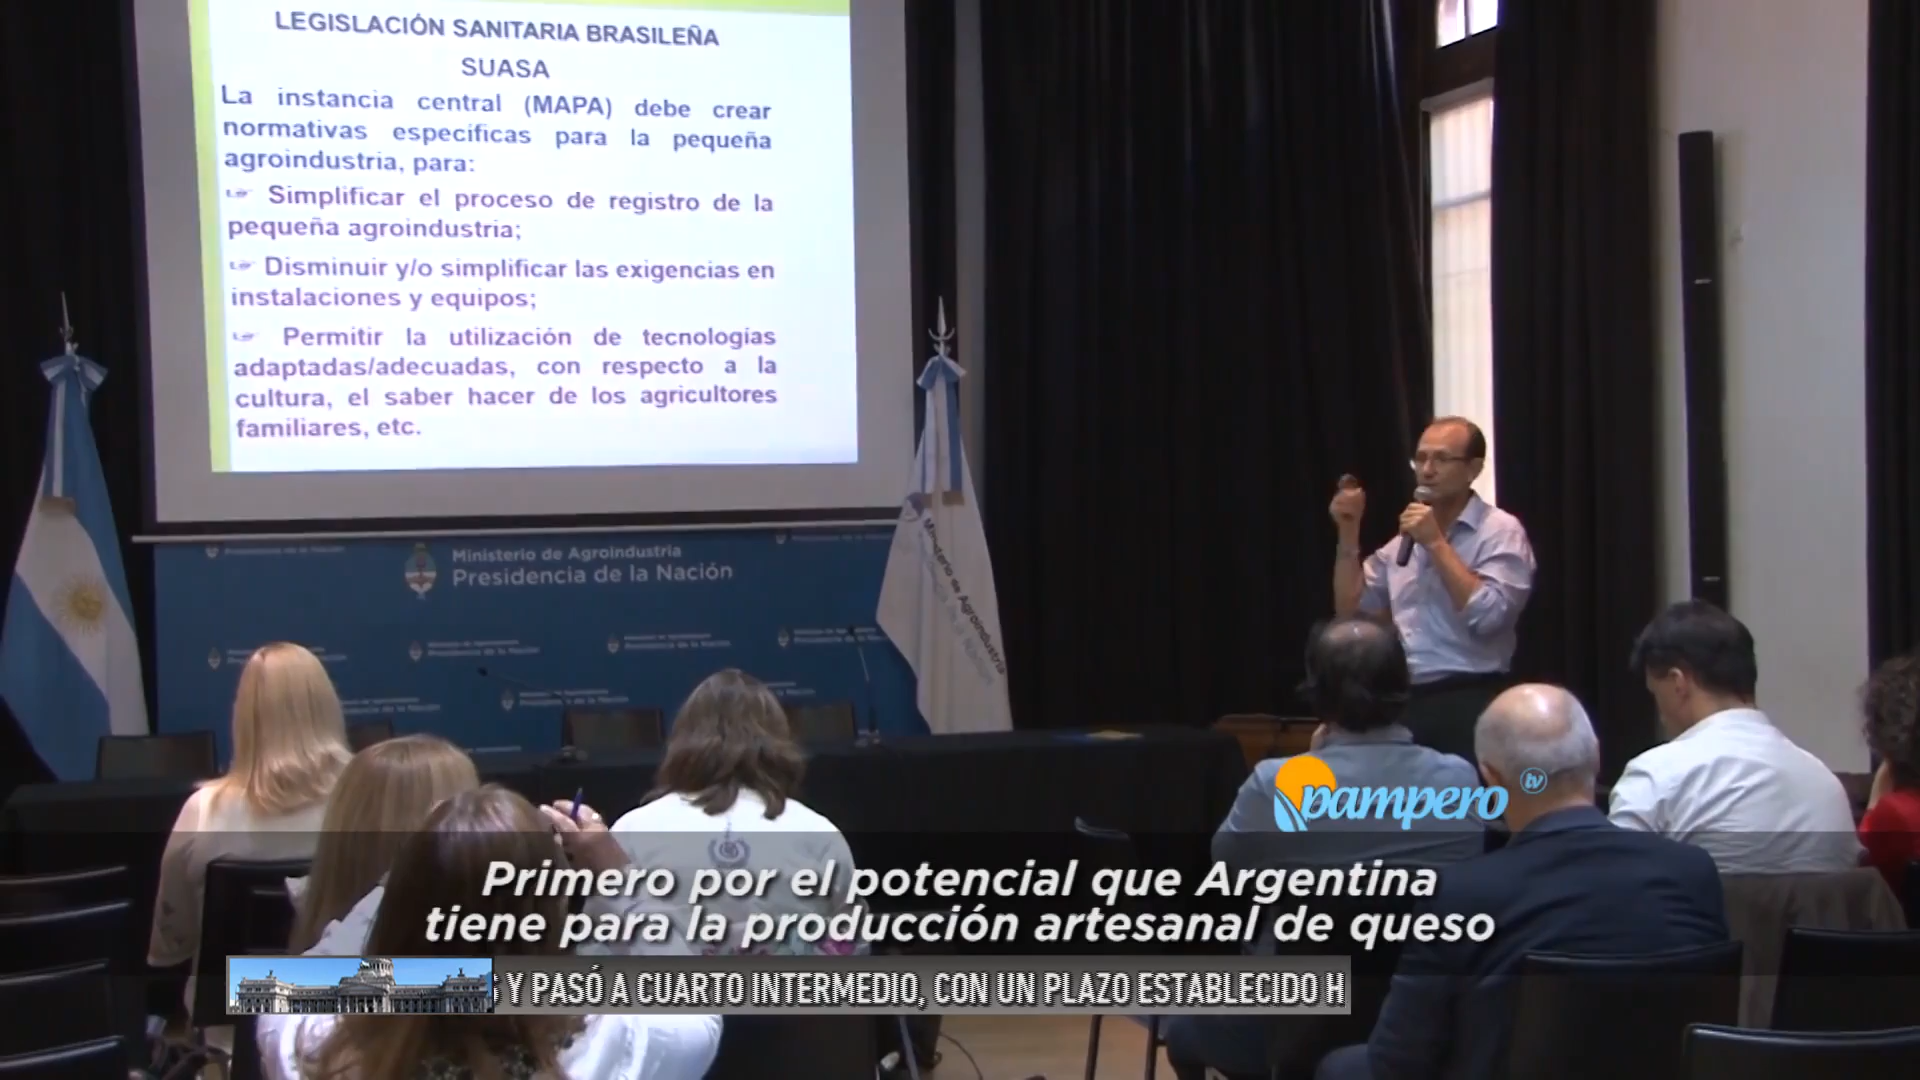 LEGISLACIÓN SANITARIA BRASILEÑA
SUASA
La instancia central (MAPA) debe crear
normativas especificas para la pequeña
agroindustria, para:
☞ Simplificar el proceso de registro de la
pequeña agroindustria;
☞ Disminuir y/o simplificar las exigencias en
instalaciones y equipos;
☞ Permitir la utilización de tecnologías
adaptadas/adecuadas, con respecto a la
cultura, el saber hacer de los agricultores
familiares, etc.
Ministerio de Agroindustria
Presidencia de la Nación
Ministerio de Agroindustria
pampero tv
Primero por el potencial que Argentina
tiene para la producción artesanal de queso
Y PASÓ A CUARTO INTERMEDIO, CON UN PLAZO ESTABLECIDO H